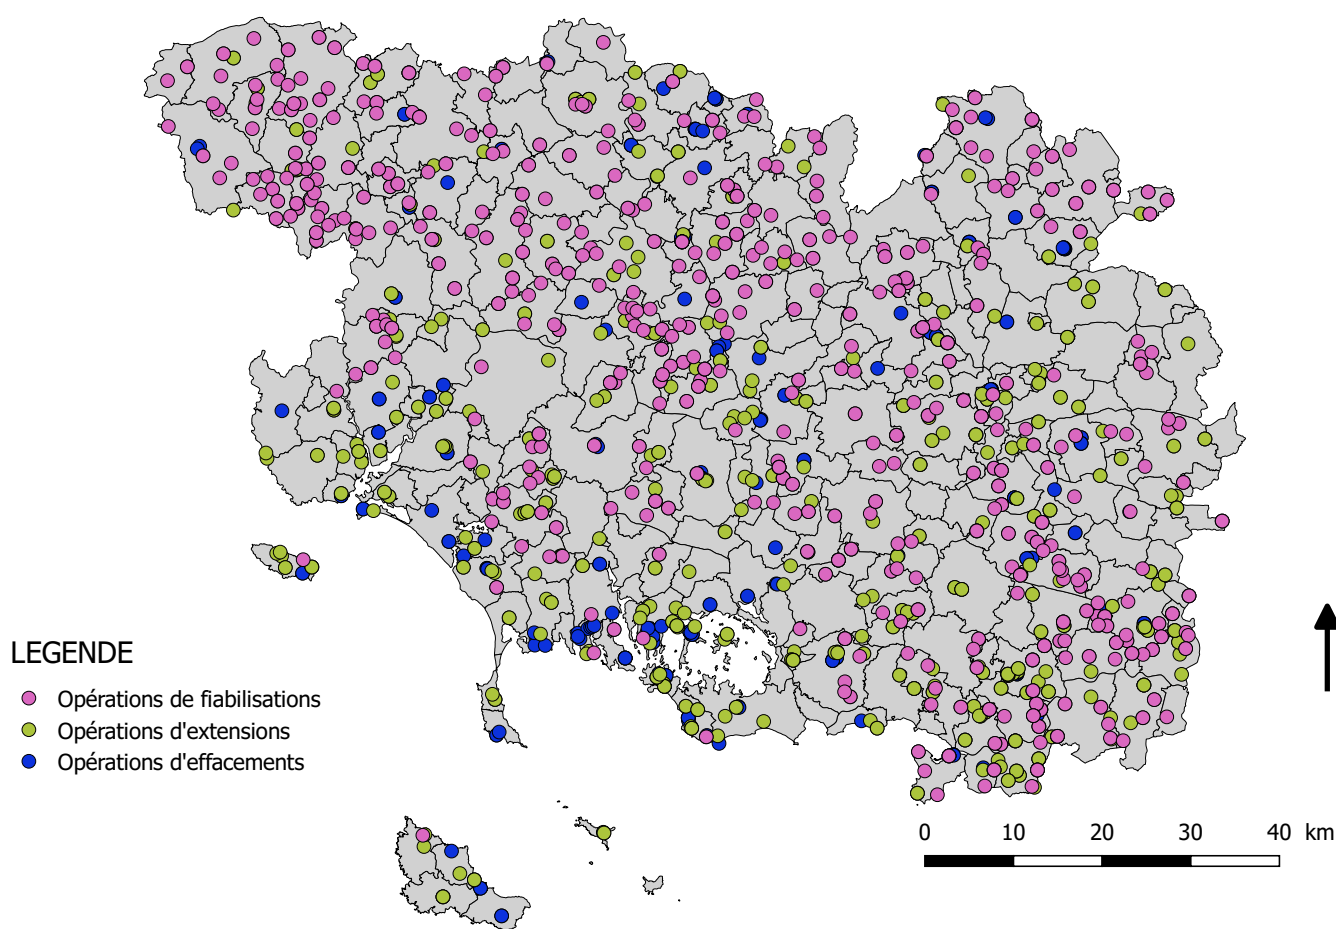 LEGENDE
Opérations de fiabilisations
Opérations d'extensions
Opérations d'effacements
0 10 20 30 40 km